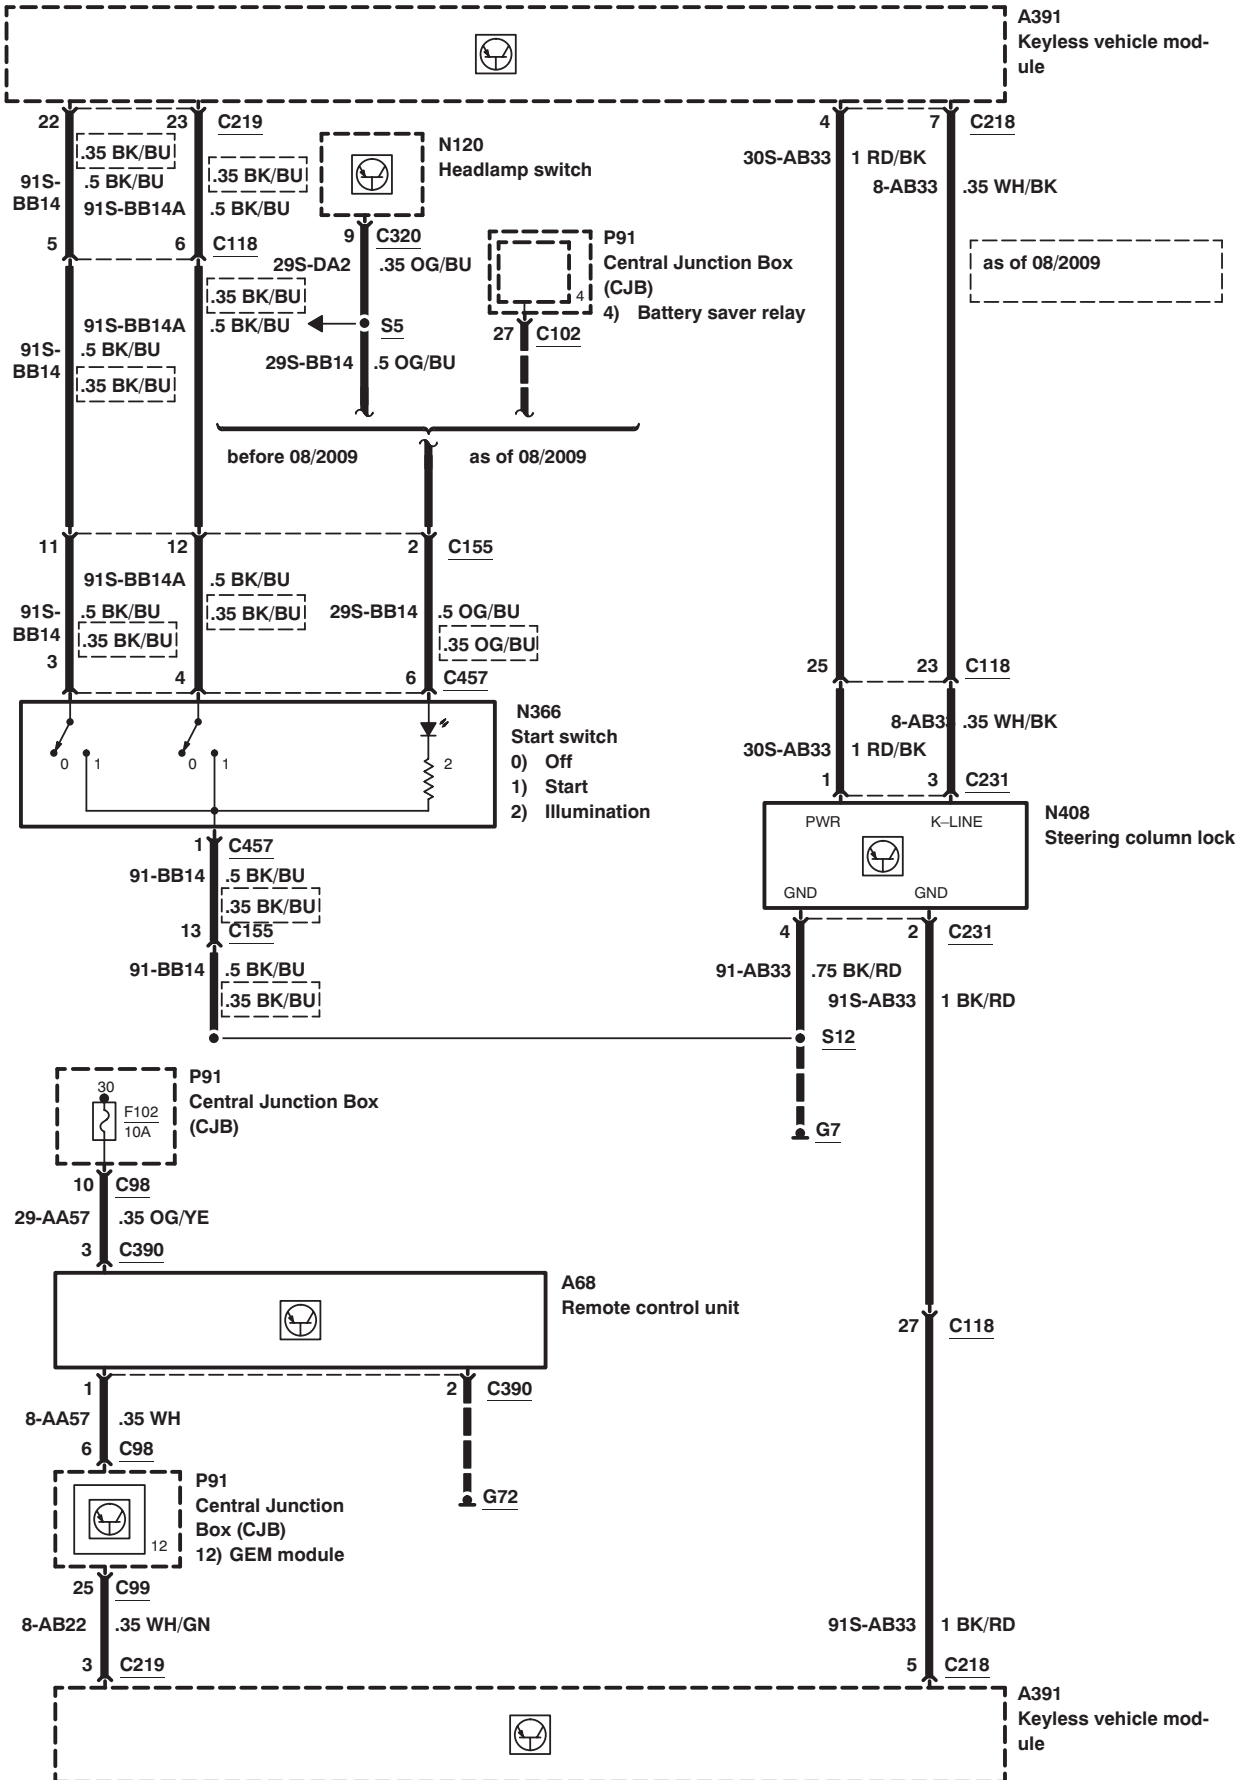 A391
Keyless vehicle mod-
ule
22
23
C219
4
7
C218
.35 BK/BU
91S-
BB14
.5 BK/BU
.35 BK/BU
91S-BB14A
.5 BK/BU
N120
Headlamp switch
30S-AB33
1 RD/BK
8-AB33
.35 WH/BK
5
6
C118
9
C320
29S-DA2
.35 OG/BU
P91
Central Junction Box
(CJB)
4) Battery saver relay
4
as of 08/2009
.35 BK/BU
91S-BB14A
.5 BK/BU
S5
27
C102
91S-
BB14
.5 BK/BU
.35 BK/BU
29S-BB14
.5 OG/BU
before 08/2009
as of 08/2009
11
12
2
C155
91S-BB14A
.5 BK/BU
91S-
BB14
.5 BK/BU
.35 BK/BU
.35 BK/BU
29S-BB14
.5 OG/BU
.35 OG/BU
3
4
6
C457
25
23
C118
N366
Start switch
0) Off
1) Start
2) Illumination
0
1
0
1
2
8-AB33
.35 WH/BK
30S-AB33
1 RD/BK
1
3
C231
PWR
K–LINE
GND
GND
N408
Steering column lock
1
C457
91-BB14
.5 BK/BU
.35 BK/BU
13
C155
91-BB14
.5 BK/BU
.35 BK/BU
4
2
C231
91-AB33
.75 BK/RD
91S-AB33
1 BK/RD
S12
G7
P91
Central Junction Box
(CJB)
30
F102
10A
10
C98
29-AA57
.35 OG/YE
3
C390
A68
Remote control unit
27
C118
1
2
C390
8-AA57
.35 WH
6
C98
P91
Central Junction
Box (CJB)
12) GEM module
12
G72
25
C99
8-AB22
.35 WH/GN
91S-AB33
1 BK/RD
3
C219
5
C218
A391
Keyless vehicle mod-
ule